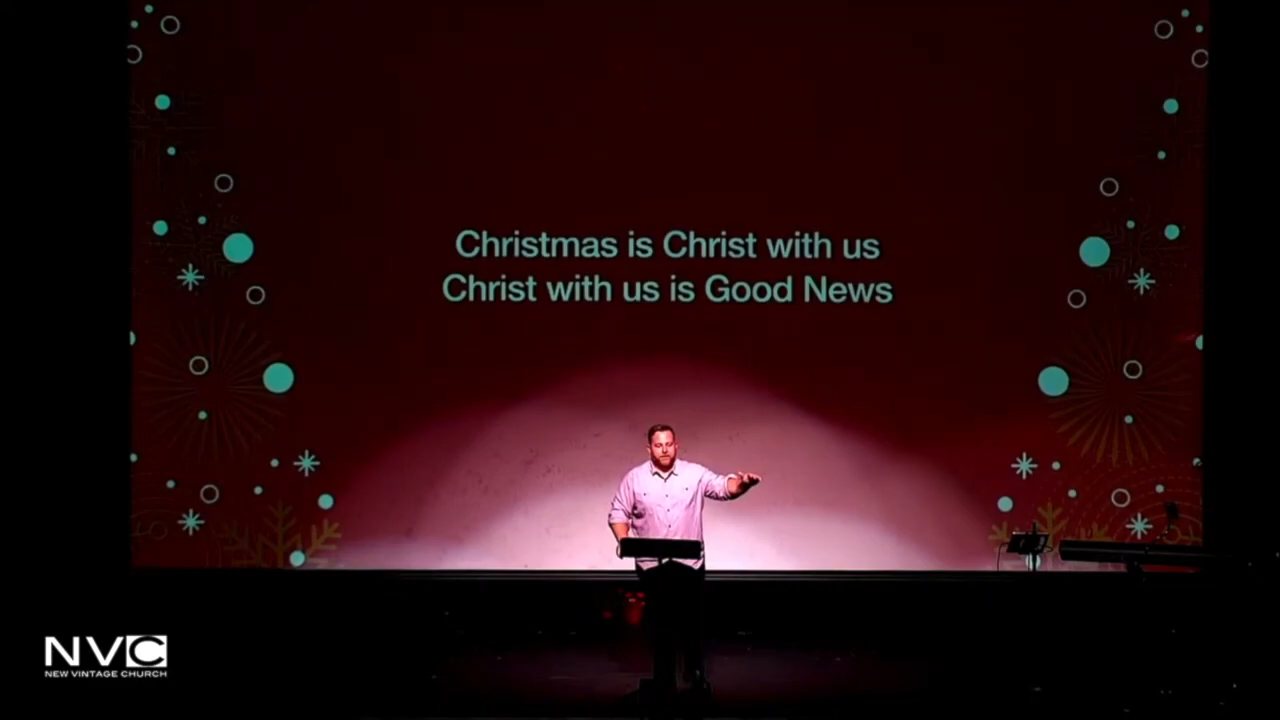 Christmas is Christ with us
Christ with us is Good News
NVC
NEW VINTAGE CHURCH